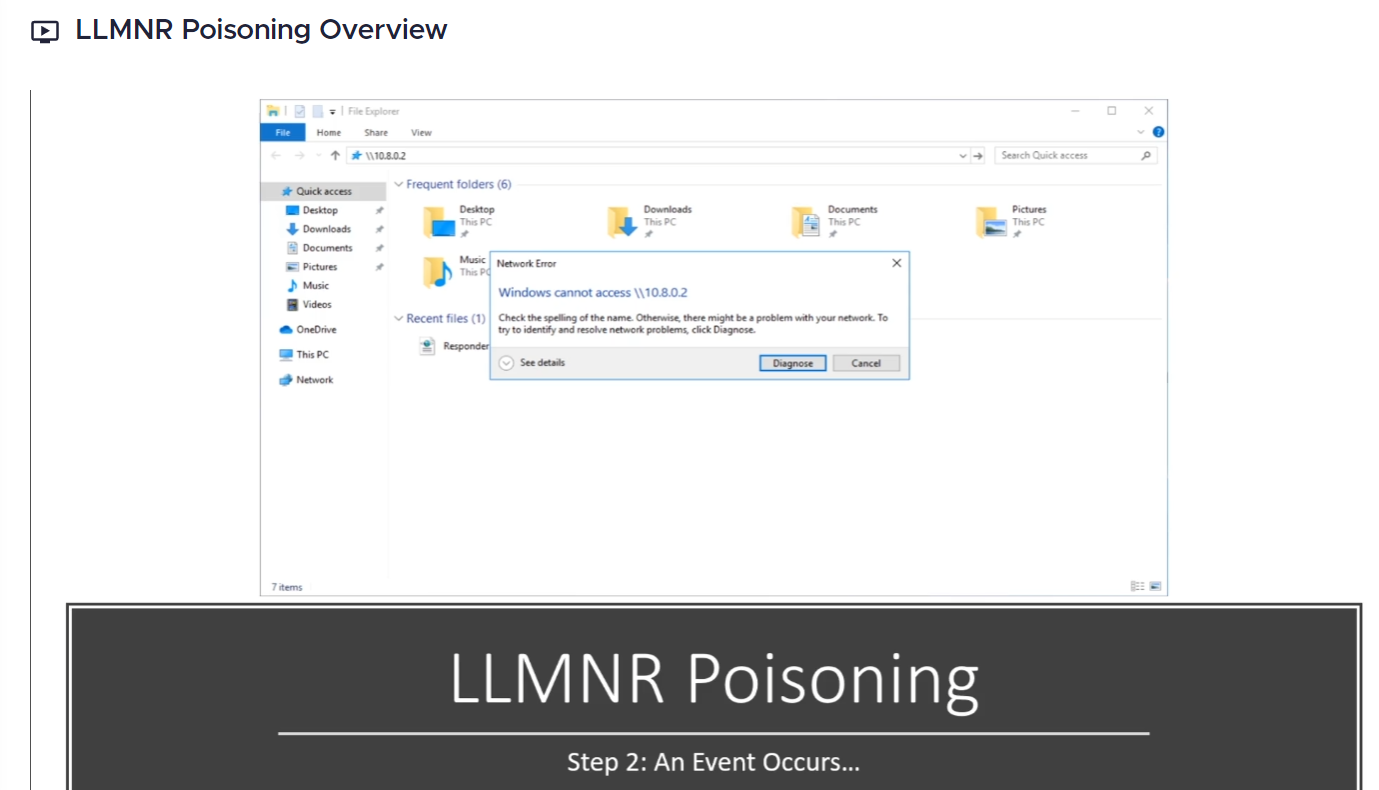 LLMNR Poisoning Overview
File Explorer
File Home Share View
\\10.8.0.2
Search Quick access
Quick access
Desktop
Downloads
Documents
Pictures
Music
Videos
OneDrive
This PC
Network
Frequent folders (6)
Desktop
This PC
Downloads
This PC
Documents
This PC
Pictures
This PC
Music
This PC
Recent files (1)
Responder
Network Error
Windows cannot access \\10.8.0.2
Check the spelling of the name. Otherwise, there might be a problem with your network. To
try to identify and resolve network problems, click Diagnose.
See details
Diagnose
Cancel
7 items
LLMNR Poisoning
Step 2: An Event Occurs...